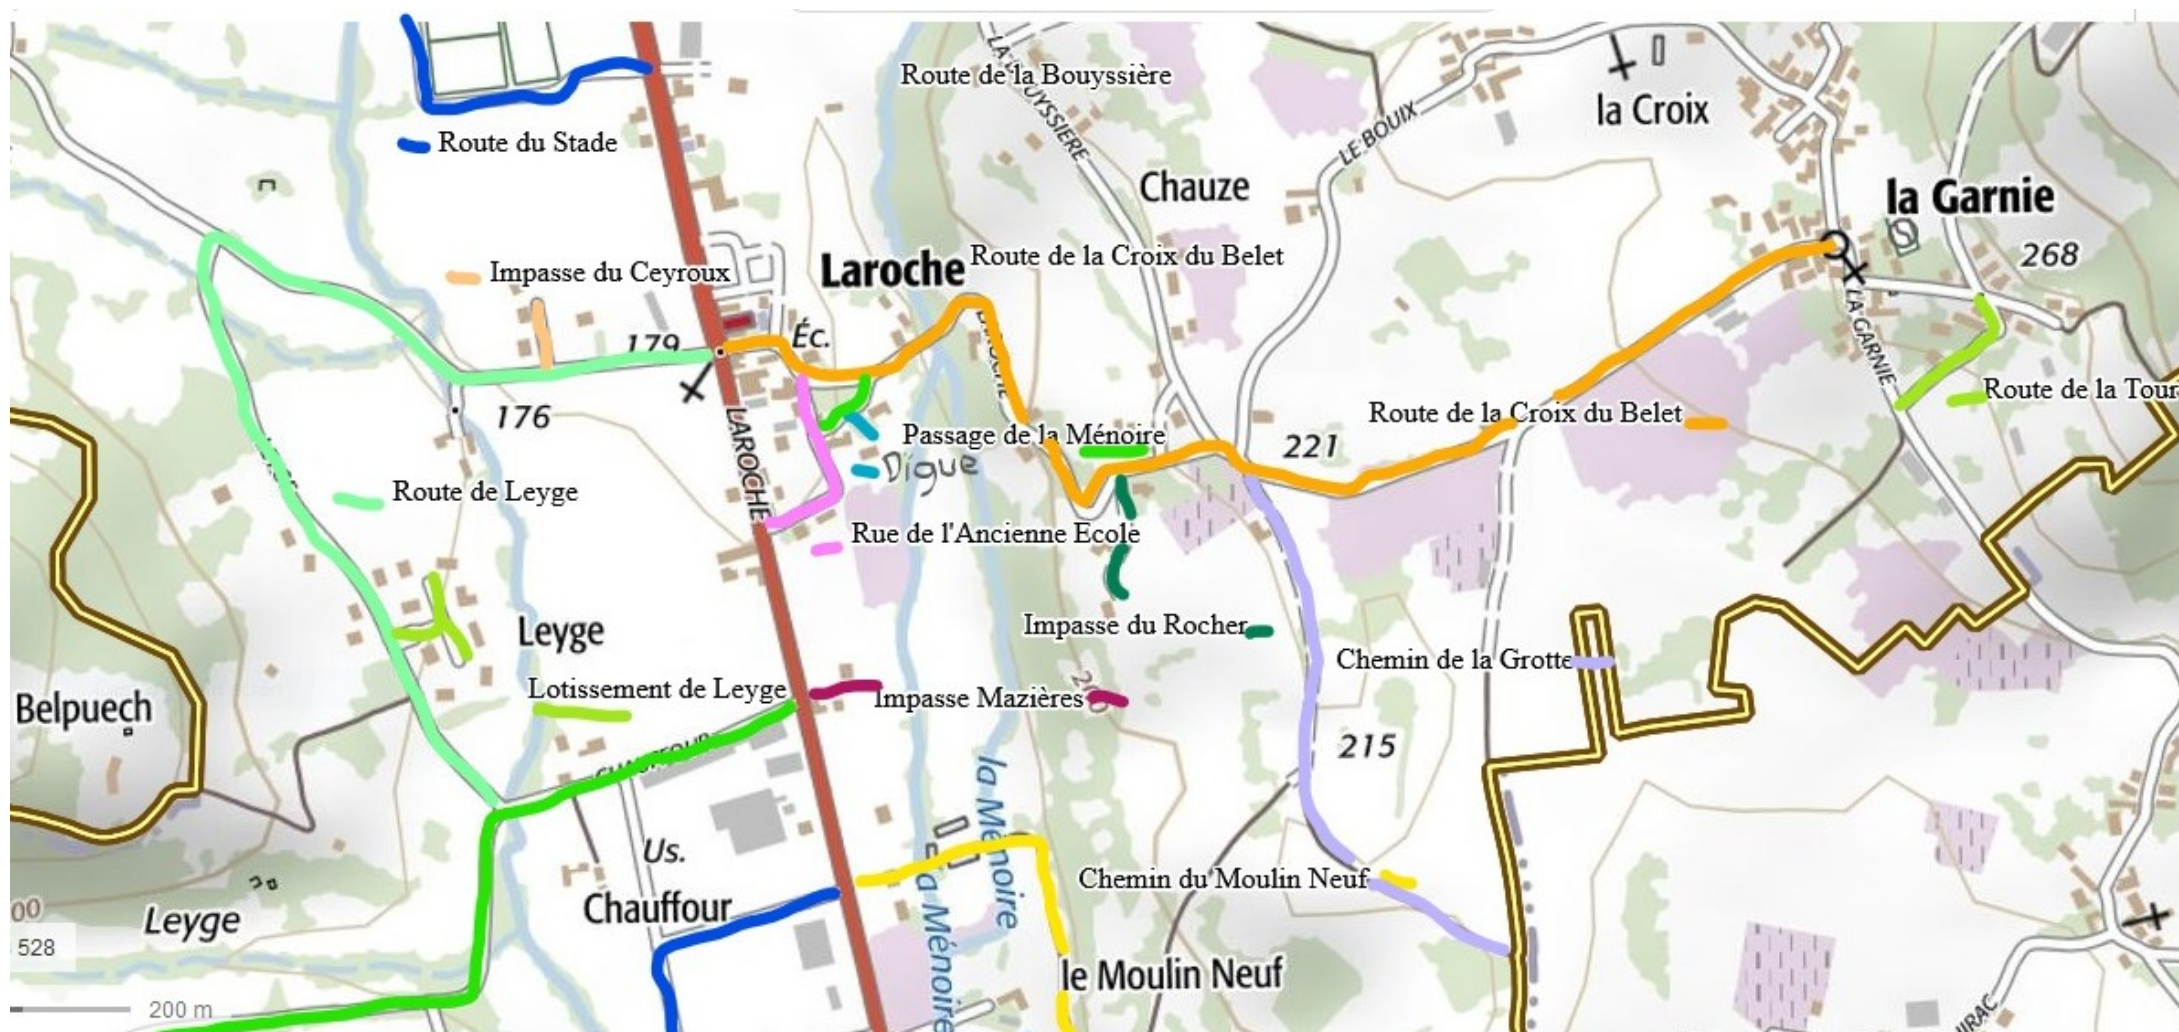 LA BOUYSSIERE
Route de la Bouyssière
la Croix
Route du Stade
LE BOUIX
Chauze
la Garnie
268
Laroche
Route de la Croix du Belet
Impasse du Ceyroux
179
Éc.
LAROCHE
LA GARNIE
Route de la Tour
176
LAROCHE
Route de la Croix du Belet
Passage de la Ménoire
221
Digue
Route de Leyge
Rue de l'Ancienne Ecole
Leyge
Impasse du Rocher
Chemin de la Grotte
Lotissement de Leyge
Impasse Mazières
Belpuech
215
CHAUFFOUR
la Ménoire
Us.
Chauffour
Chemin du Moulin Neuf
la Ménoire
Leyge
528
le Moulin Neuf
200 m